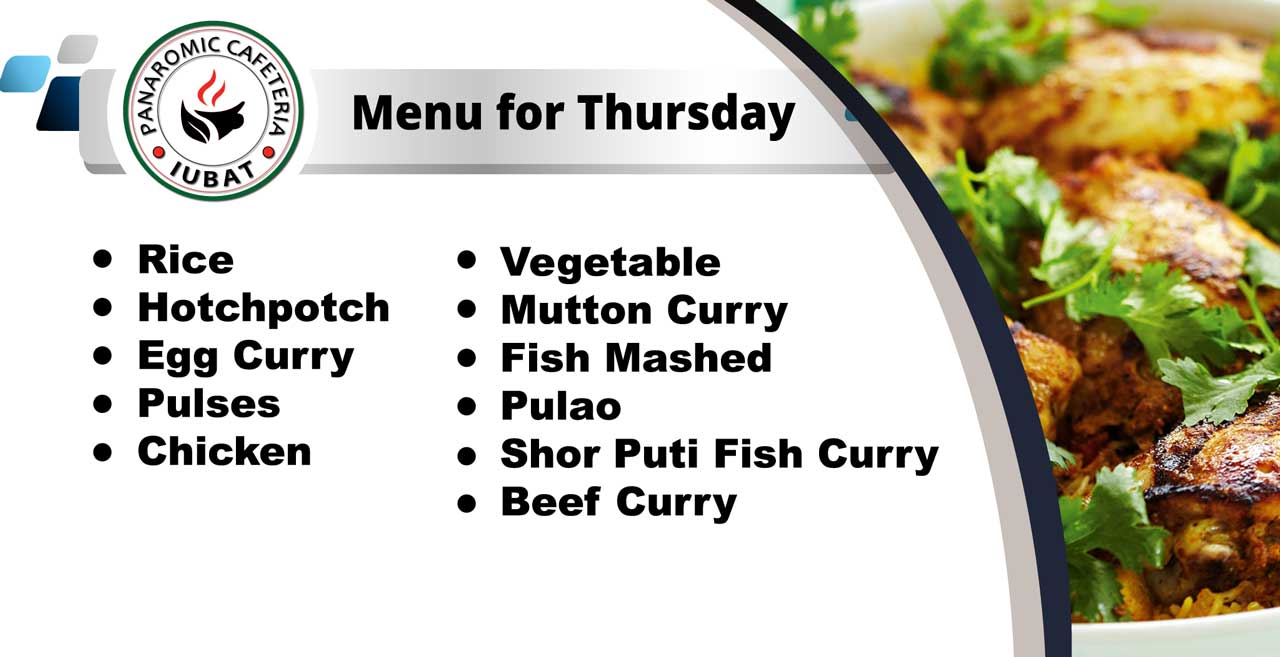 PANAROMIC CAFETERIA
IUBAT
Menu for Thursday
Rice
Hotchpotch
Egg Curry
Pulses
Chicken
Vegetable
Mutton Curry
Fish Mashed
Pulao
Shor Puti Fish Curry
Beef Curry